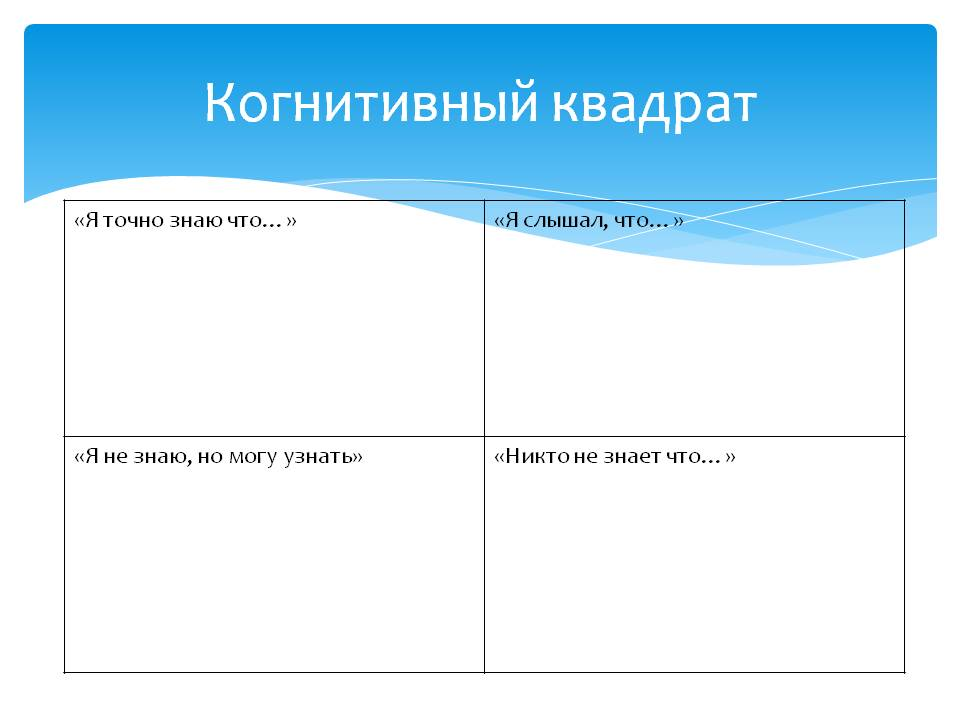 Когнитивный квадрат
«Я точно знаю что… »
«Я слышал, что… »
«Я не знаю, но могу узнать»
«Никто не знает что… »